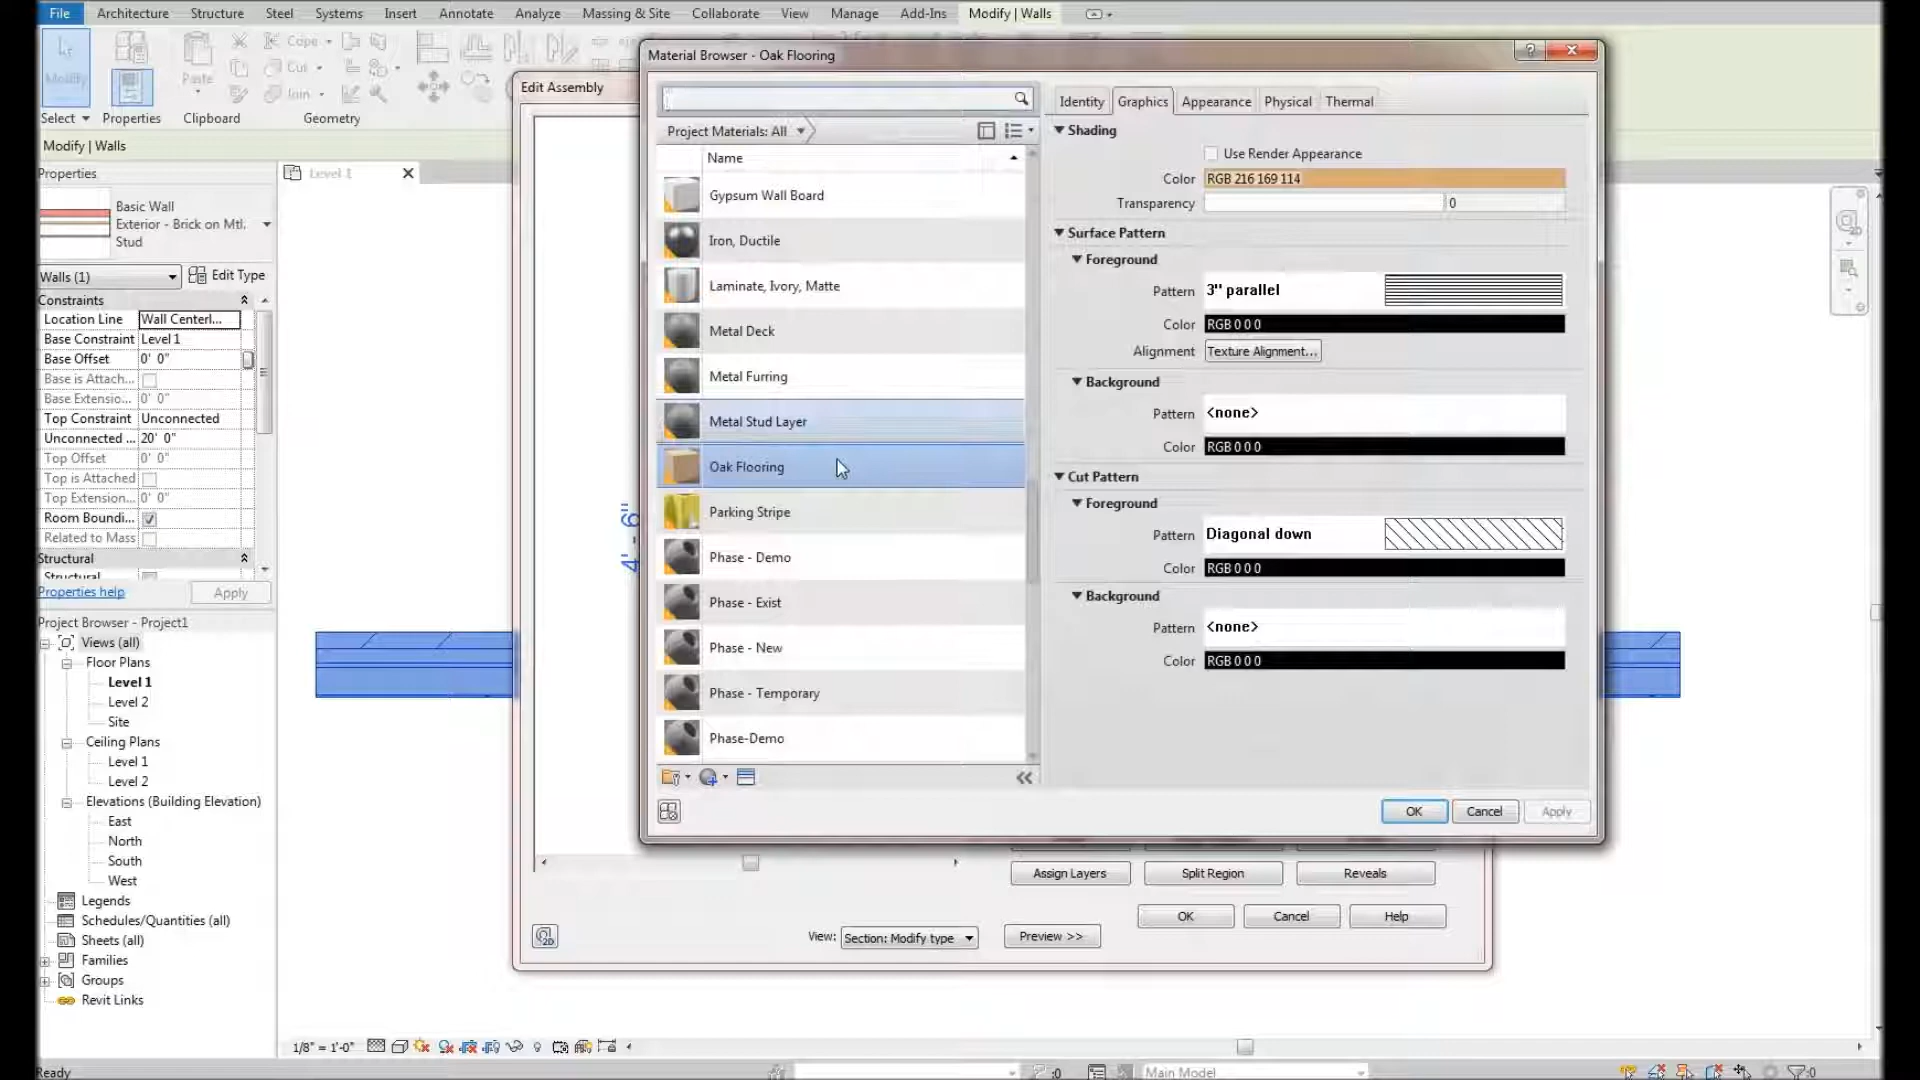 File Architecture Structure Steel Systems Insert Annotate Analyze Massing & Site Collaborate View Manage Add-Ins Modify | Walls
Modify Paste Cope Cut Join
Select Properties Clipboard Geometry
Modify | Walls
Properties
Level 1
Basic Wall
Exterior - Brick on Mtl.
Stud
Walls (1) Edit Type
Constraints
Location Line Wall Centerl...
Base Constraint Level 1
Base Offset 0' 0"
Base is Attach...
Base Extensio... 0' 0"
Top Constraint Unconnected
Unconnected ... 20' 0"
Top Offset 0' 0"
Top is Attached
Top Extension... 0' 0"
Room Boundi...
Related to Mass
Structural
Structural
Properties help Apply
Project Browser - Project1
Views (all)
Floor Plans
Level 1
Level 2
Site
Ceiling Plans
Level 1
Level 2
Elevations (Building Elevation)
East
North
South
West
Legends
Schedules/Quantities (all)
Sheets (all)
Families
Groups
Revit Links
Edit Assembly
Material Browser - Oak Flooring
Project Materials: All
Name
Gypsum Wall Board
Iron, Ductile
Laminate, Ivory, Matte
Metal Deck
Metal Furring
Metal Stud Layer
Oak Flooring
Parking Stripe
Phase - Demo
Phase - Exist
Phase - New
Phase - Temporary
Phase-Demo
Identity Graphics Appearance Physical Thermal
Shading
Use Render Appearance
Color RGB 216 169 114
Transparency 0
Surface Pattern
Foreground
Pattern 3" parallel
Color RGB 0 0 0
Alignment Texture Alignment...
Background
Pattern <none>
Color RGB 0 0 0
Cut Pattern
Foreground
Pattern Diagonal down
Color RGB 0 0 0
Background
Pattern <none>
Color RGB 0 0 0
OK Cancel Apply
4' - 6"
Assign Layers Split Region Reveals
OK Cancel Help
View: Section: Modify type Preview >>
1/8" = 1'-0"
Ready :0 Main Model :0